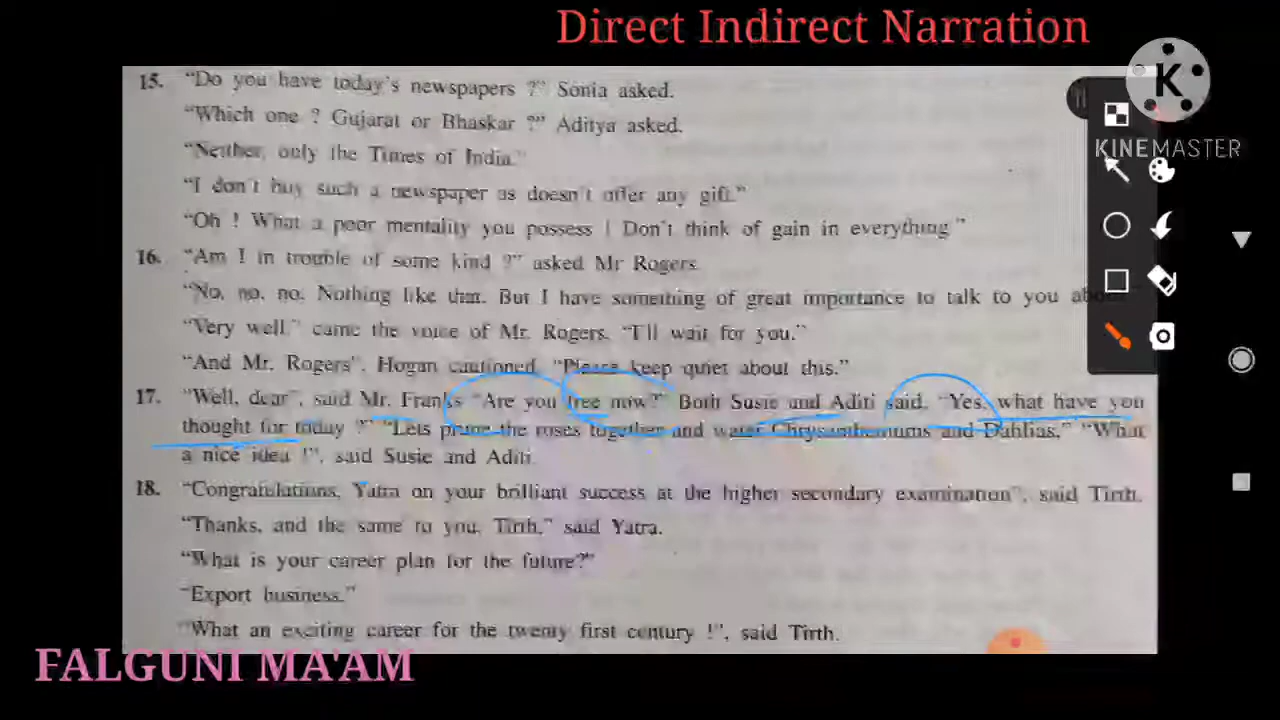 Direct Indirect Narration
KINEMASTER
15. "Do you have today's newspapers ?" Sonia asked.
"Which one ? Gujarat or Bhaskar ?" Aditya asked.
"Neither, only the Times of India."
"I don't buy such a newspaper as doesn't offer any gift."
"Oh ! What a poor mentality you possess ! Don't think of gain in everything."
16. "Am I in trouble of some kind ?" asked Mr Rogers.
"No, no, no. Nothing like that. But I have something of great importance to talk to you about."
"Very well," came the voice of Mr. Rogers. "I'll wait for you."
"And Mr. Rogers", Hogan cautioned, "Please keep quiet about this."
17. "Well, dear", said Mr. Franks "Are you free now?" Both Susie and Aditi said, "Yes, what have you
thought for today ?" "Lets prune the roses together and water Chrysanthemums and Dahlias." "What
a nice idea !", said Susie and Aditi.
18. "Congratulations, Yatra on your brilliant success at the higher secondary examination", said Tirth.
"Thanks, and the same to you, Tirth," said Yatra.
"What is your career plan for the future?"
"Export business."
"What an exciting career for the twenty first century !", said Tirth.
FALGUNI MA'AM